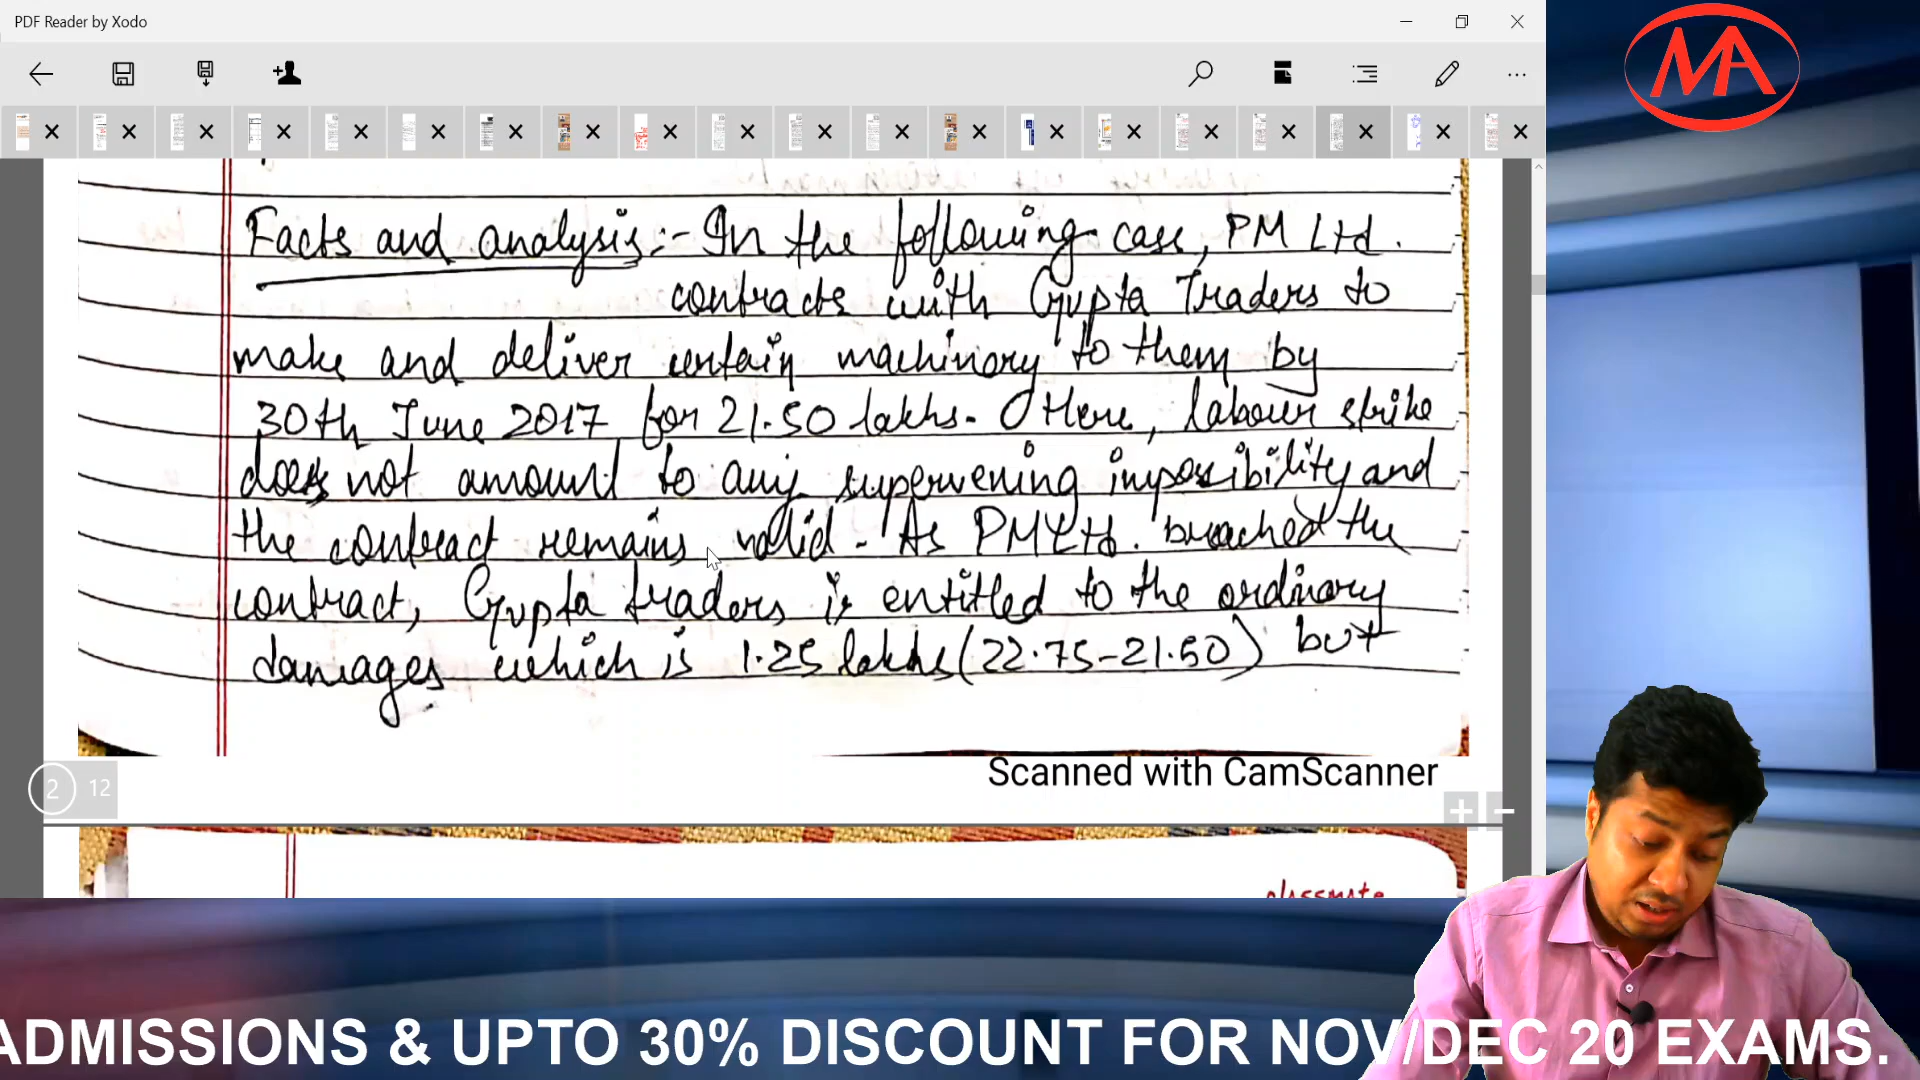 PDF Reader by Xodo
MA
Facts and analysis:- In the following case, PM Ltd.
contracts with Gupta Traders to
make and deliver certain machinery to them by
30th June 2017 for 21.50 lakhs. Here, labour strike
does not amount to any supervening impossibility and
the contract remains valid. As PM Ltd. breached the
contract, Gupta traders is entitled to the ordinary
damages which is 1.25 lakhs (22.75-21.50) but
Scanned with CamScanner
2 12
classmate
ADMISSIONS & UPTO 30% DISCOUNT FOR NOV/DEC 20 EXAMS.